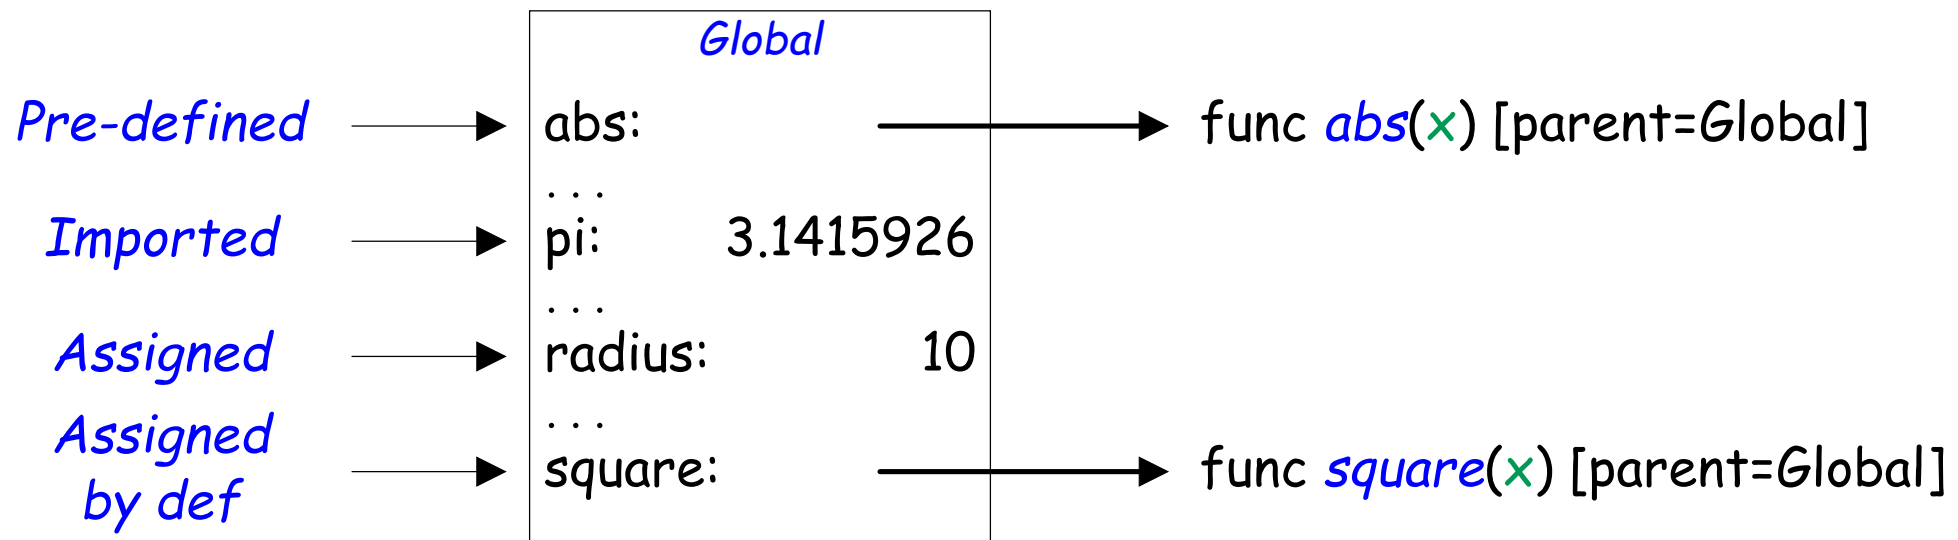 Global
Pre-defined abs: func abs(x) [parent=Global]
. . .
Imported pi: 3.1415926
. . .
Assigned radius: 10
. . .
Assigned
by def square: func square(x) [parent=Global]